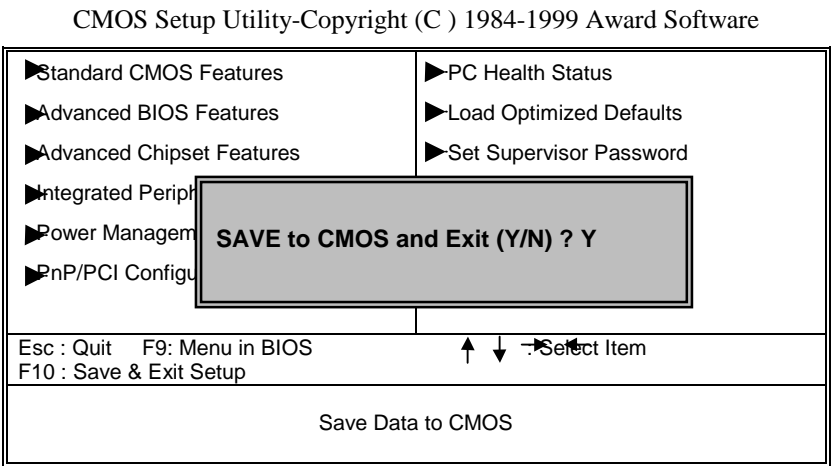 CMOS Setup Utility-Copyright (C ) 1984-1999 Award Software
Standard CMOS Features
Advanced BIOS Features
Advanced Chipset Features
Integrated Periph
Power Managem
PnP/PCI Configu
PC Health Status
Load Optimized Defaults
Set Supervisor Password
SAVE to CMOS and Exit (Y/N) ? Y
Esc : Quit F9: Menu in BIOS ↑ ↓ → ← : Select Item
F10 : Save & Exit Setup
Save Data to CMOS